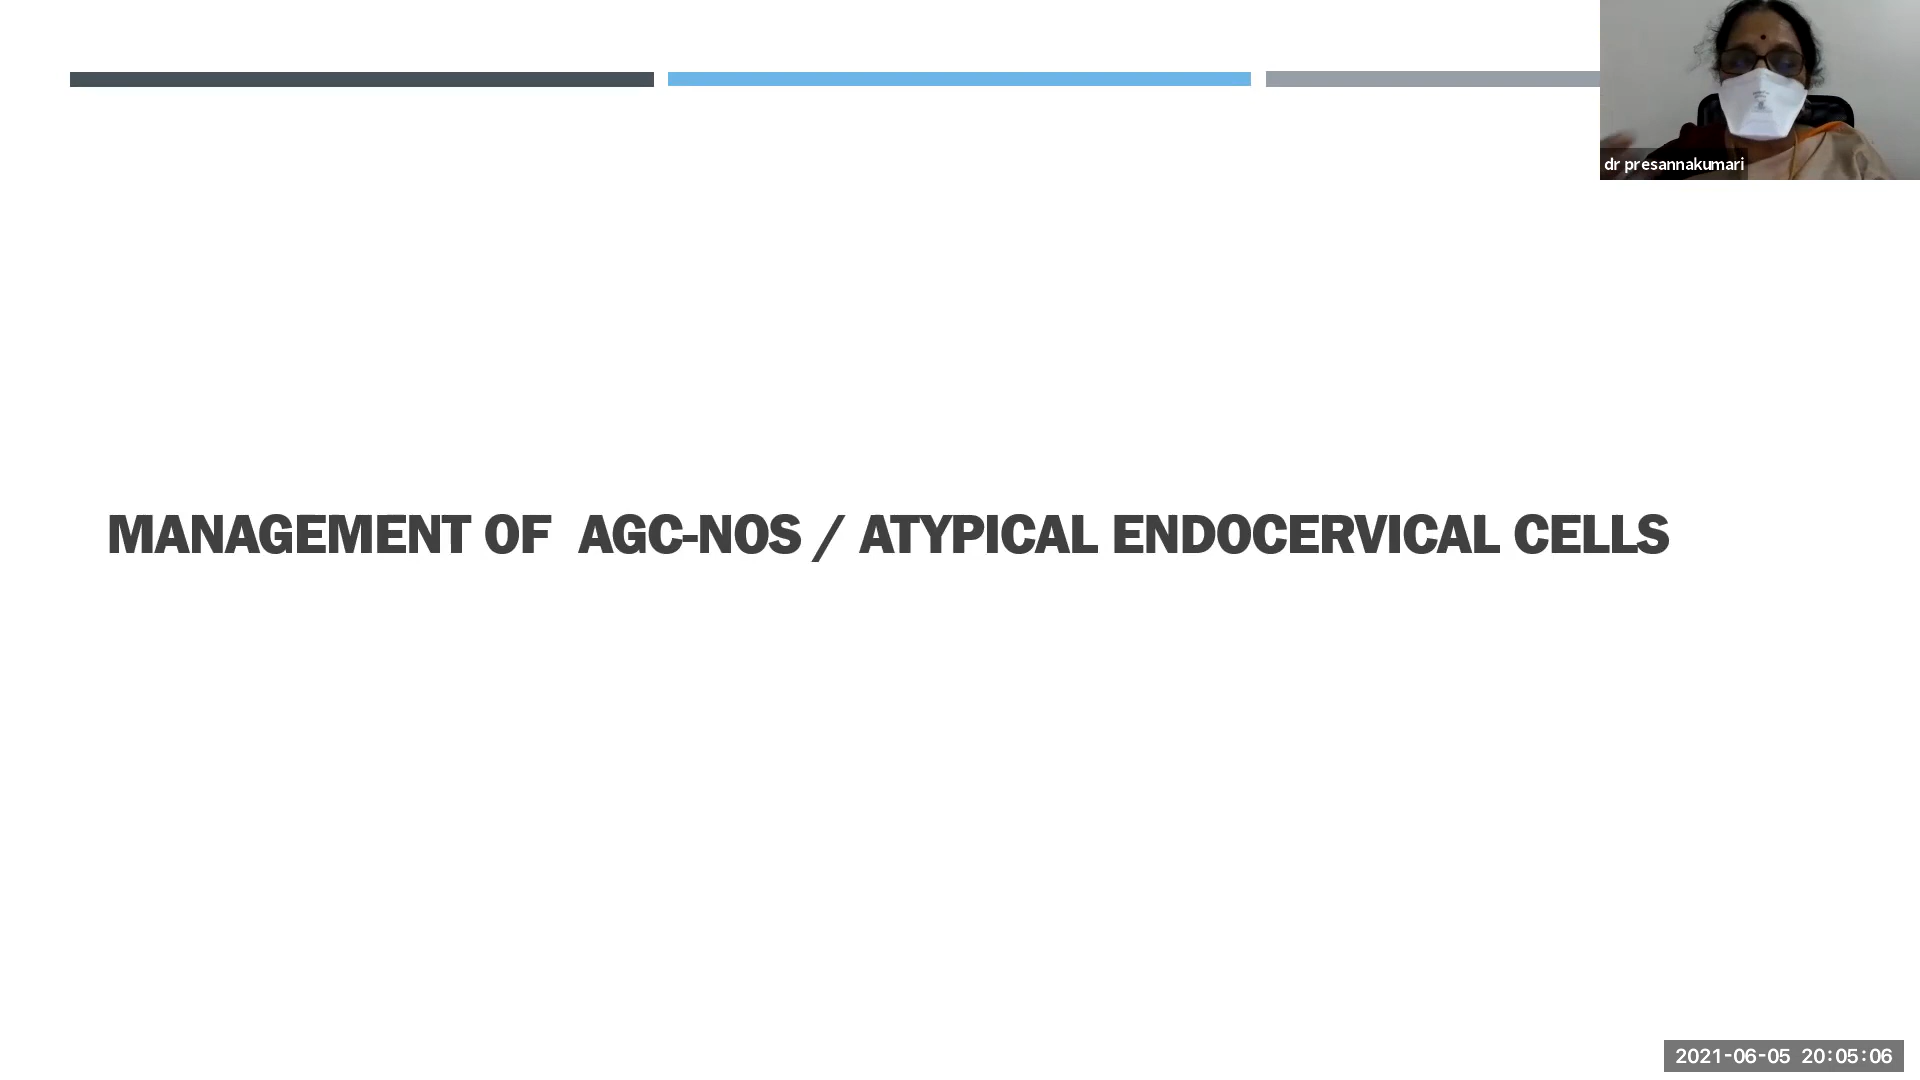 dr presannakumari
MANAGEMENT OF  AGC-NOS / ATYPICAL ENDOCERVICAL CELLS
2021-06-05 20:05:06